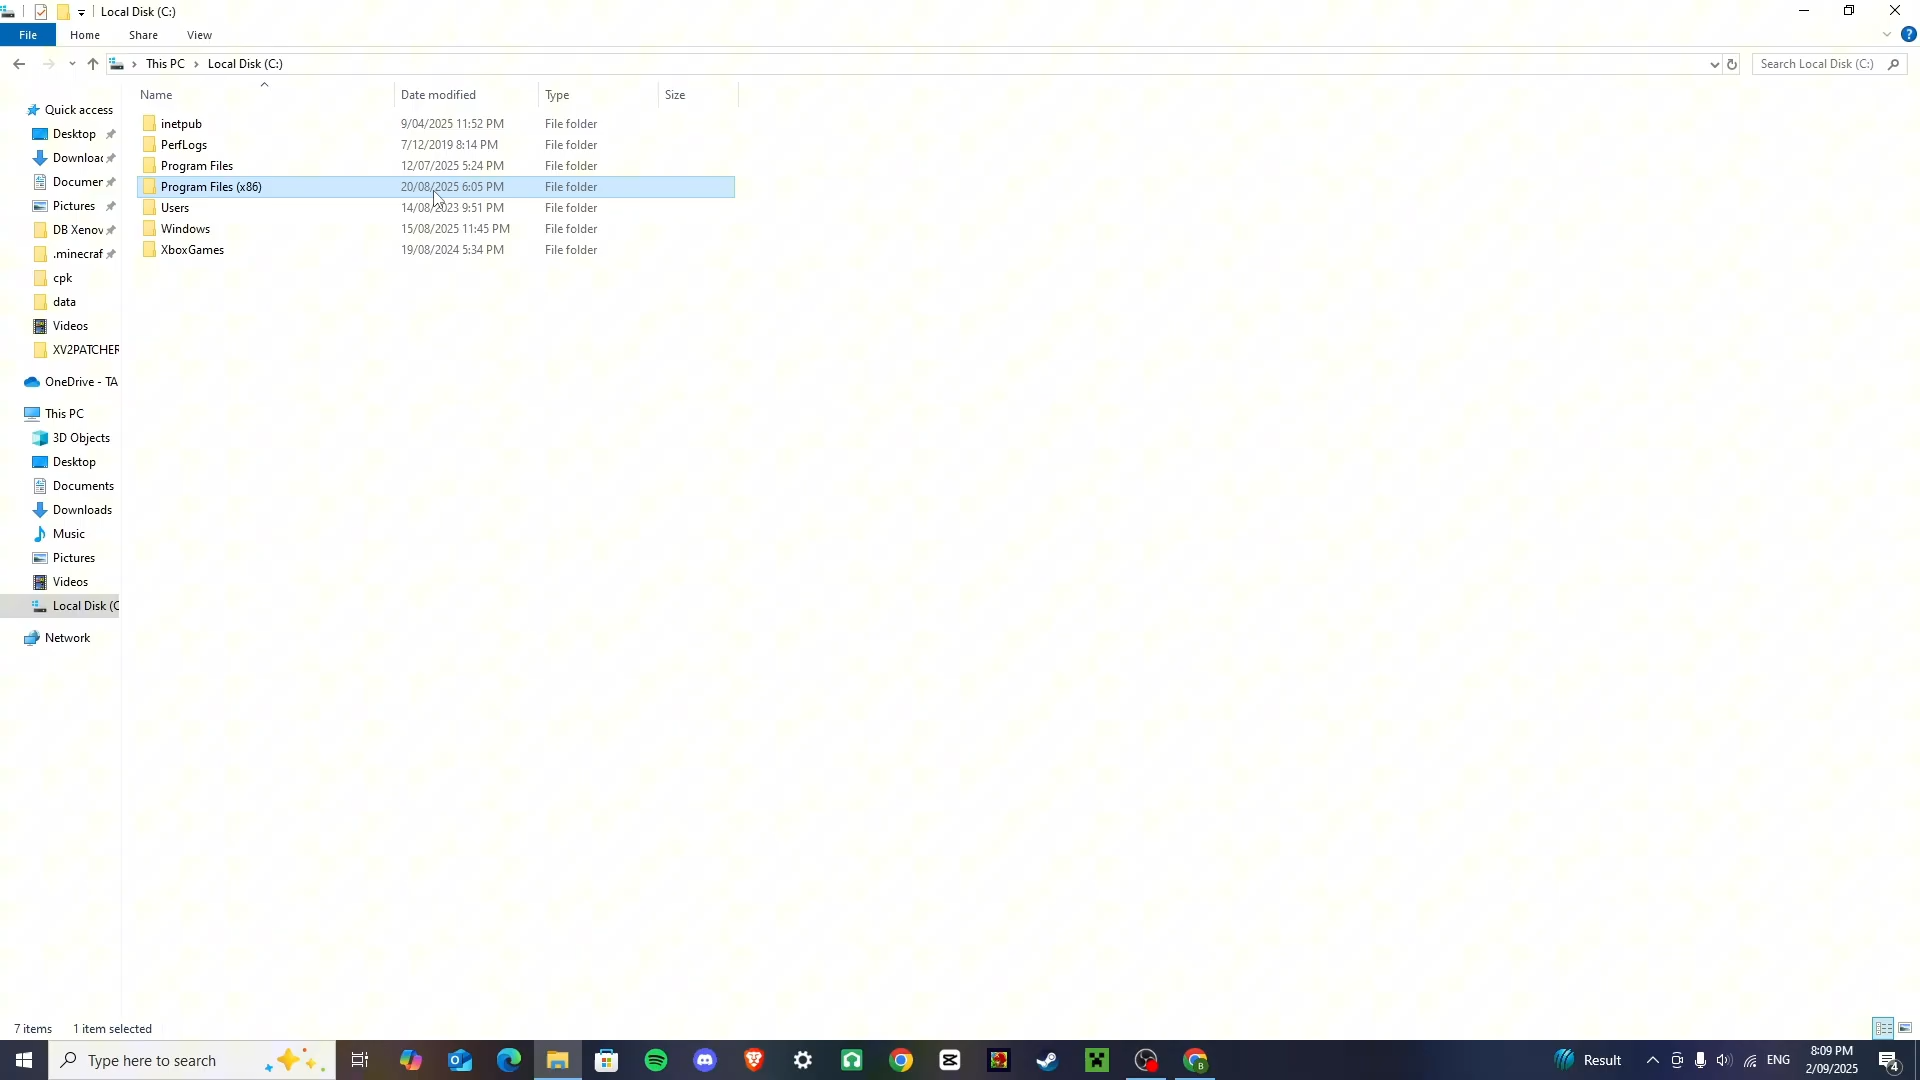 Local Disk (C:)
File Home Share View
This PC Local Disk (C:) Search Local Disk (C:)
Name Date modified Type Size
inetpub 9/04/2025 11:52 PM File folder
PerfLogs 7/12/2019 8:14 PM File folder
Program Files 12/07/2025 5:24 PM File folder
Program Files (x86) 20/08/2025 6:05 PM File folder
Users 14/08/2023 9:51 PM File folder
Windows 15/08/2025 11:45 PM File folder
XboxGames 19/08/2024 5:34 PM File folder
Quick access
Desktop
Downloac
Documer
Pictures
DB Xenov
.minecraf
cpk
data
Videos
XV2PATCHER
OneDrive - TA
This PC
3D Objects
Desktop
Documents
Downloads
Music
Pictures
Videos
Local Disk (C
Network
7 items 1 item selected
Type here to search
Result
ENG
8:09 PM
2/09/2025
4